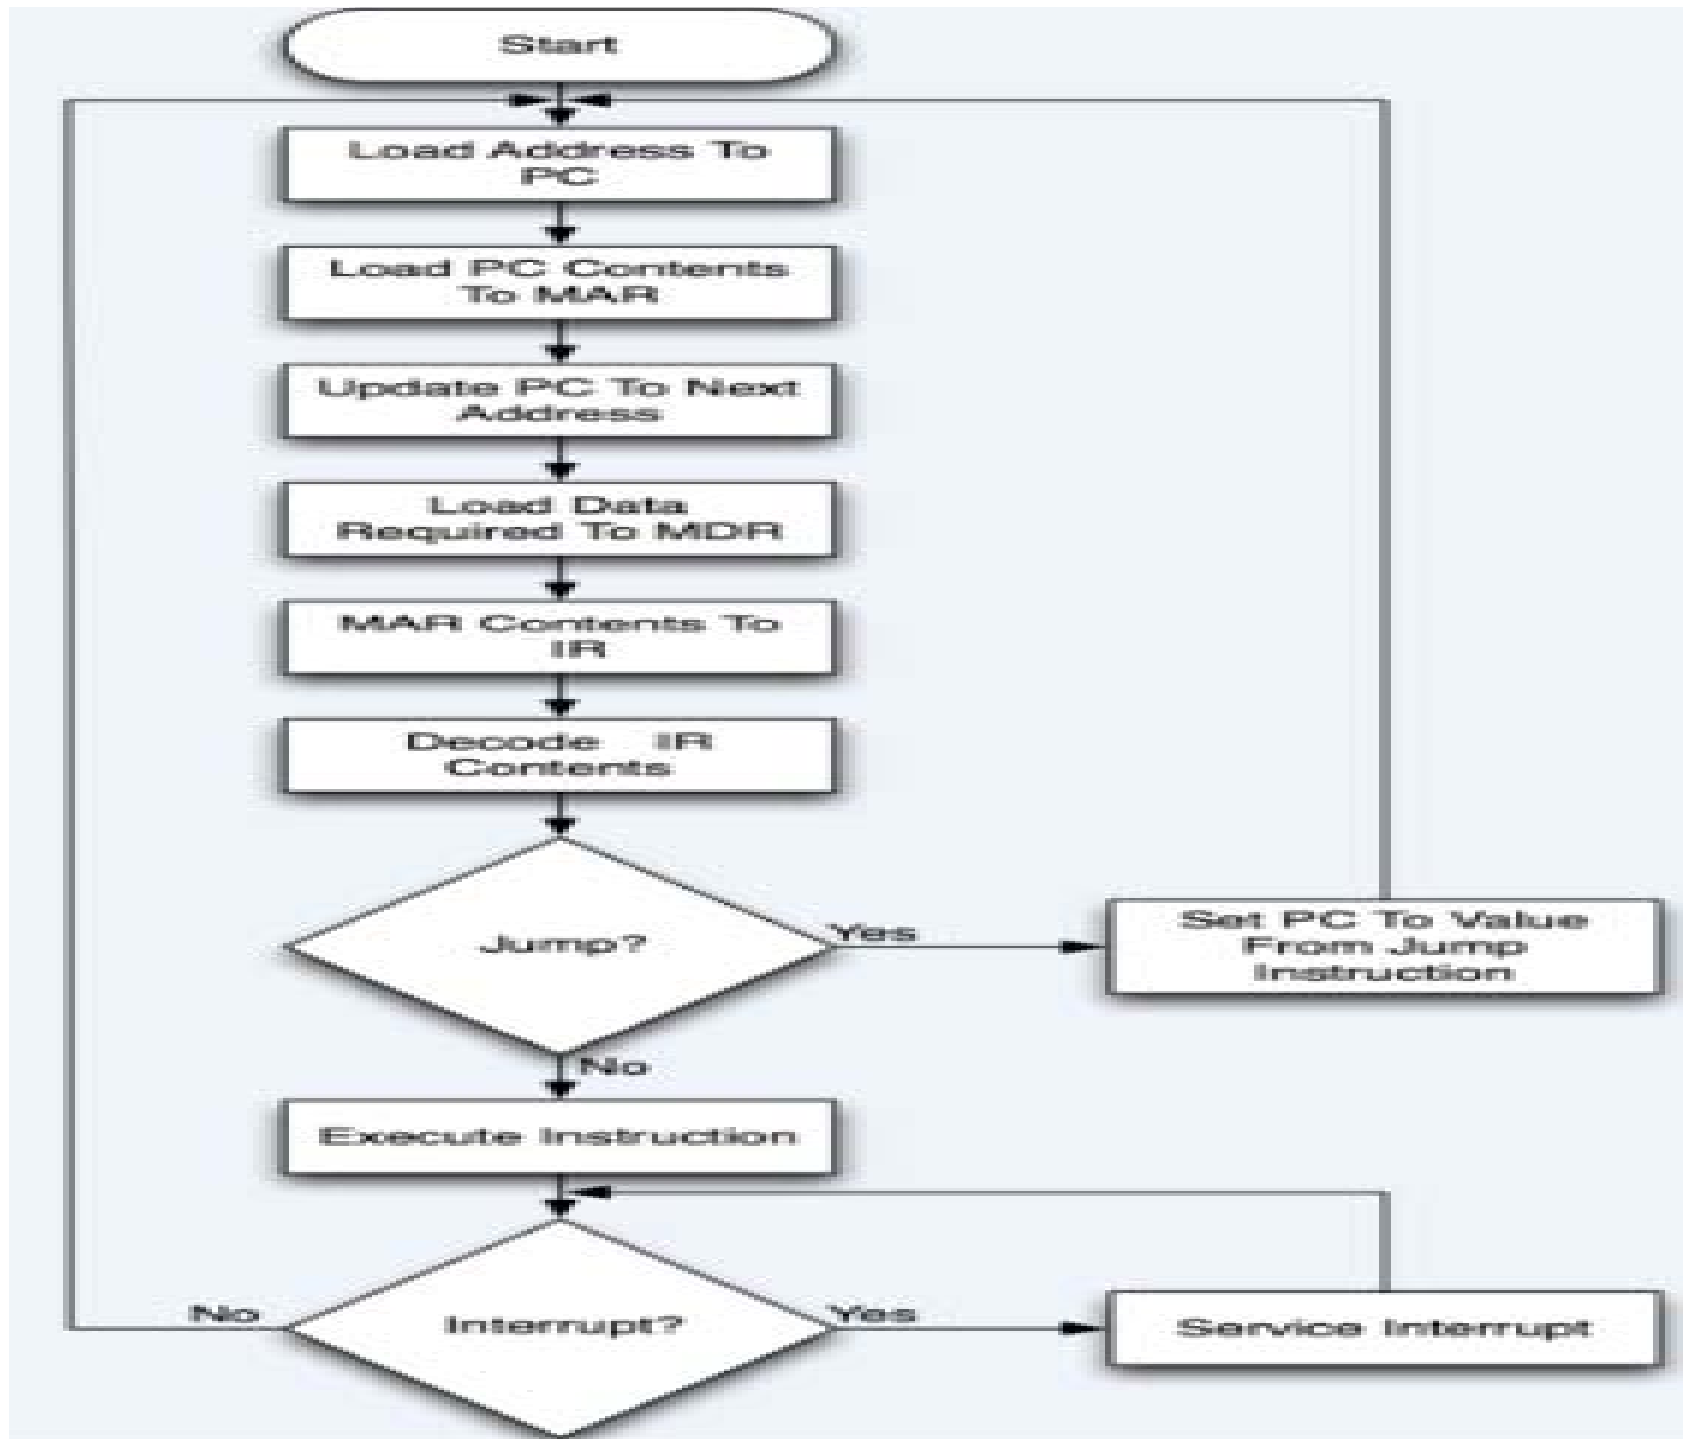 Start
Load Address To
PC
Load PC Contents
To MAR
Update PC To Next
Address
Load Data
Required To MDR
MAR Contents To
IR
Decode IR
Contents
Jump?
Yes
Set PC To Value
From Jump
Instruction
No
Execute Instruction
No
Interrupt?
Yes
Service Interrupt